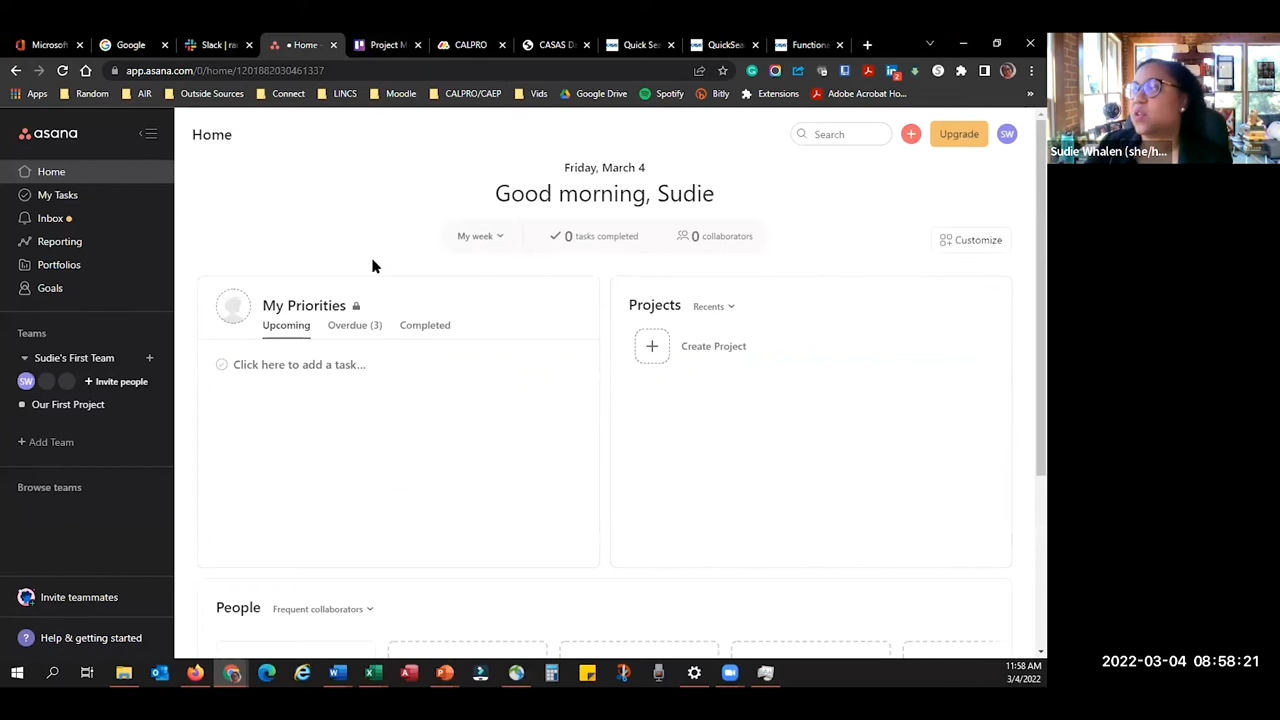 Microsoft
Google
Slack | ra
Home -
Project M
CALPRO
CASAS Da
Quick Sea
QuickSea
Functiona
app.asana.com/0/home/1201882030461337
Apps
Random
AIR
Outside Sources
Connect
LINCS
Moodle
CALPRO/CAEP
Vids
Google Drive
Spotify
Bitly
Extensions
Adobe Acrobat Ho...
»
asana
Home
Search
Upgrade
SW
Home
My Tasks
Inbox
Reporting
Portfolios
Goals
Teams
Sudie's First Team
SW
Invite people
Our First Project
+ Add Team
Browse teams
Invite teammates
? Help & getting started
Friday, March 4
Good morning, Sudie
My week
0 tasks completed
0 collaborators
Customize
My Priorities
Upcoming
Overdue (3)
Completed
Click here to add a task...
Projects
Recents
Create Project
People
Frequent collaborators
11:58 AM
3/4/2022
Sudie Whalen (she/h...
2022-03-04 08:58:21